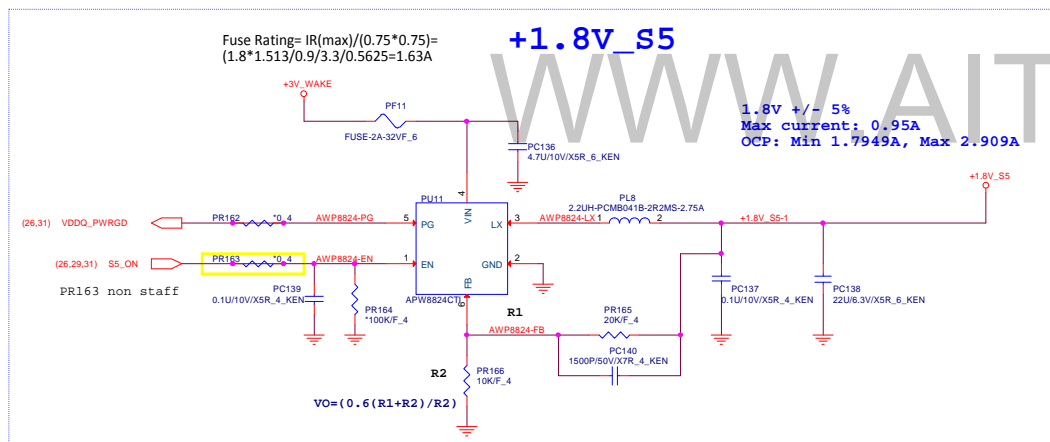 Fuse Rating= IR(max)/(0.75*0.75)=
(1.8*1.513/0.9/3.3/0.5625=1.63A
+1.8V_S5
WWW.AIT
+3V_WAKE
PF11
FUSE-2A-32VF_6
1.8V +/- 5%
Max current: 0.95A
OCP: Min 1.7949A, Max 2.909A
PC136
4.7U/10V/X5R_6_KEN
+1.8V_S5
PU11
4
PL8
2.2UH-PCMB041B-2R2MS-2.75A
(26,31) VDDQ_PWRGD
PR162 *0_4
AWP8824-PG
5
PG
VIN
LX
3
AWP8824-LX
1
2
+1.8V_S5-1
(26,29,31) S5_ON
PR163 *0_4
AWP8824-EN
1
EN
FB
GND
2
PR163 non staff
PC139
0.1U/10V/X5R_4_KEN
PR164
*100K/F_4
APW8824CTI
6
R1
AWP8824-FB
PR165
20K/F_4
PC137
0.1U/10V/X5R_4_KEN
PC138
22U/6.3V/X5R_6_KEN
PC140
1500P/50V/X7R_4_KEN
R2
PR166
10K/F_4
VO=(0.6(R1+R2)/R2)